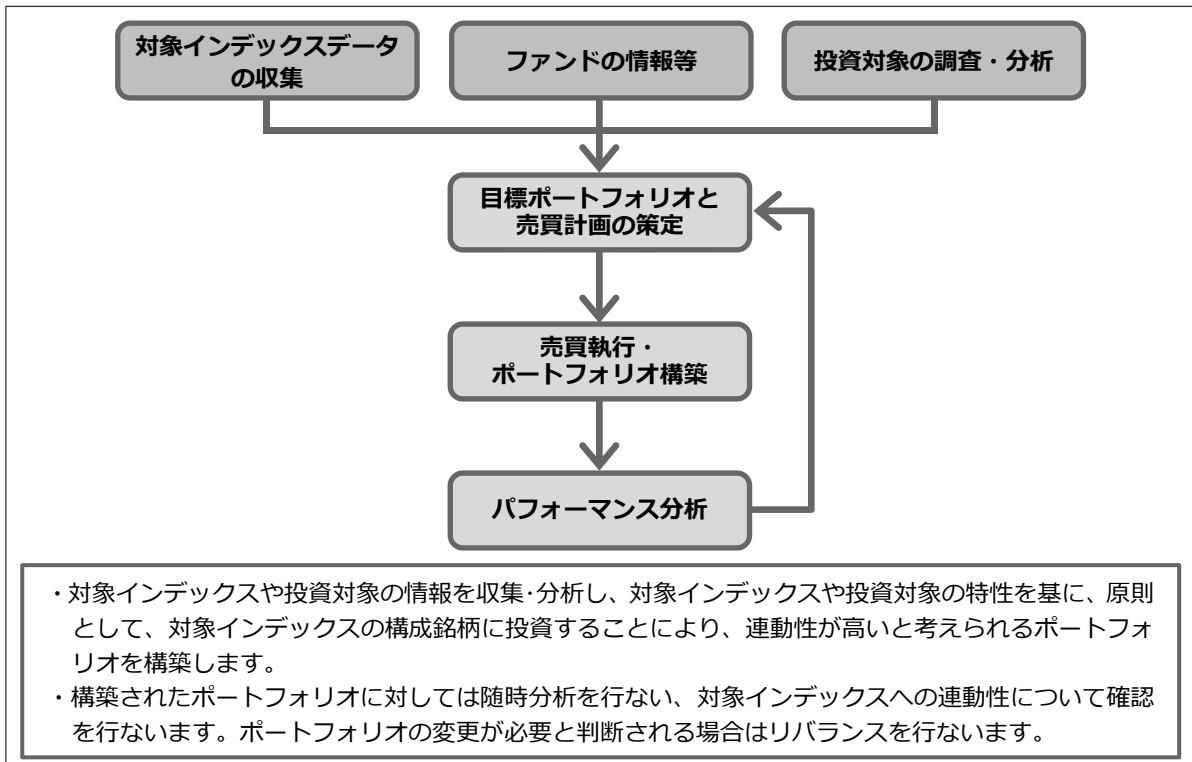 対象インデックスデータ
の収集
ファンドの情報等
投資対象の調査・分析
目標ポートフォリオと
売買計画の策定
売買執行・
ポートフォリオ構築
パフォーマンス分析
・対象インデックスや投資対象の情報を収集・分析し、対象インデックスや投資対象の特性を基に、原則
として、対象インデックスの構成銘柄に投資することにより、連動性が高いと考えられるポートフォ
リオを構築します。
・構築されたポートフォリオに対しては随時分析を行ない、対象インデックスへの連動性について確認
を行ないます。ポートフォリオの変更が必要と判断される場合はリバランスを行ないます。